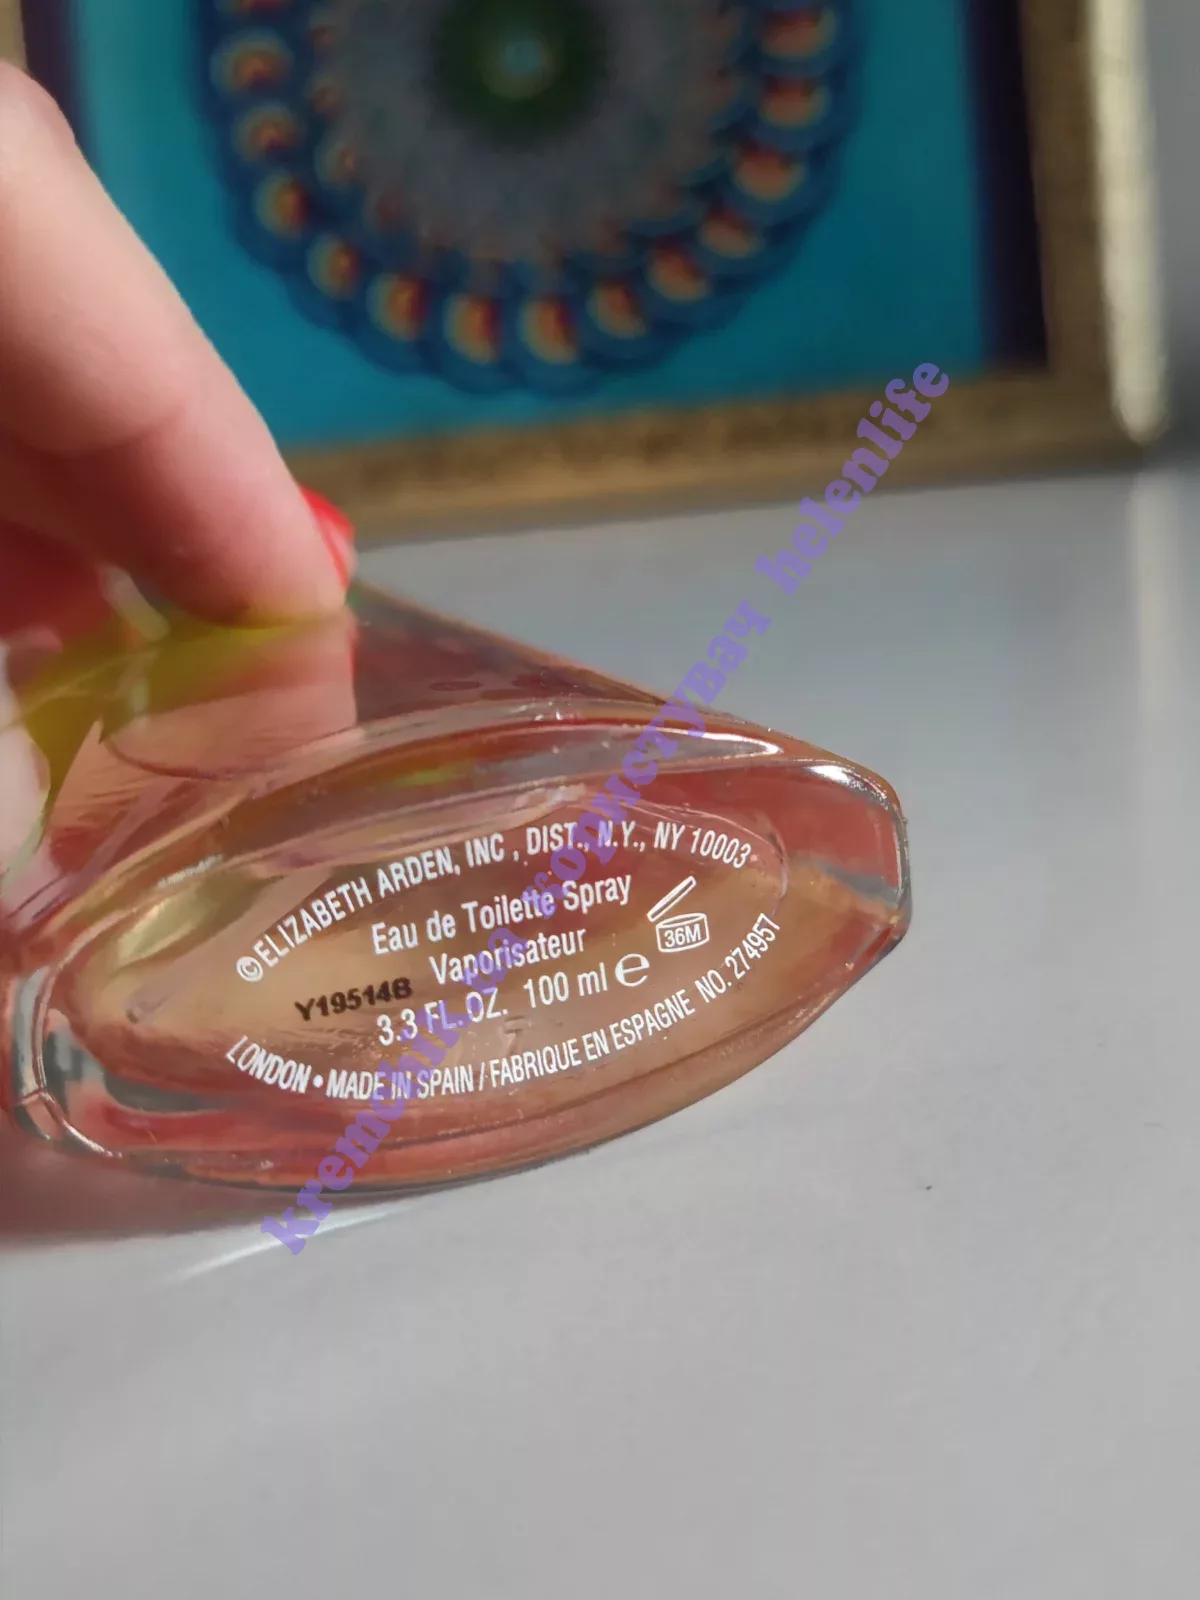 ©ELIZABETH ARDEN, INC , DIST., N.Y., NY 10003
Eau de Toilette Spray
Vaporisateur
36M
Y19514B
3.3 FL. OZ. 100 ml e
LONDON • MADE IN SPAIN / FABRIQUE EN ESPAGNE NO: 274957
helenlife